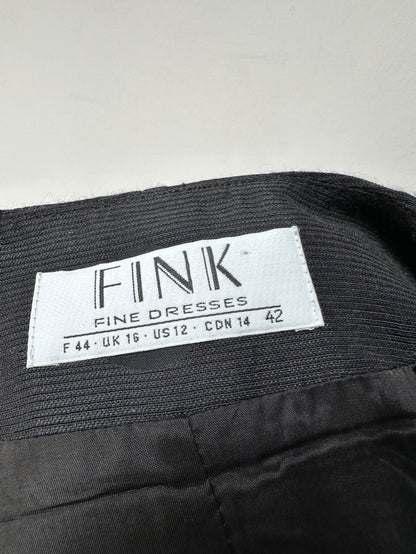 FINK
FINE DRESSES
F 44 · UK 16 · US 12 · CDN 14 42